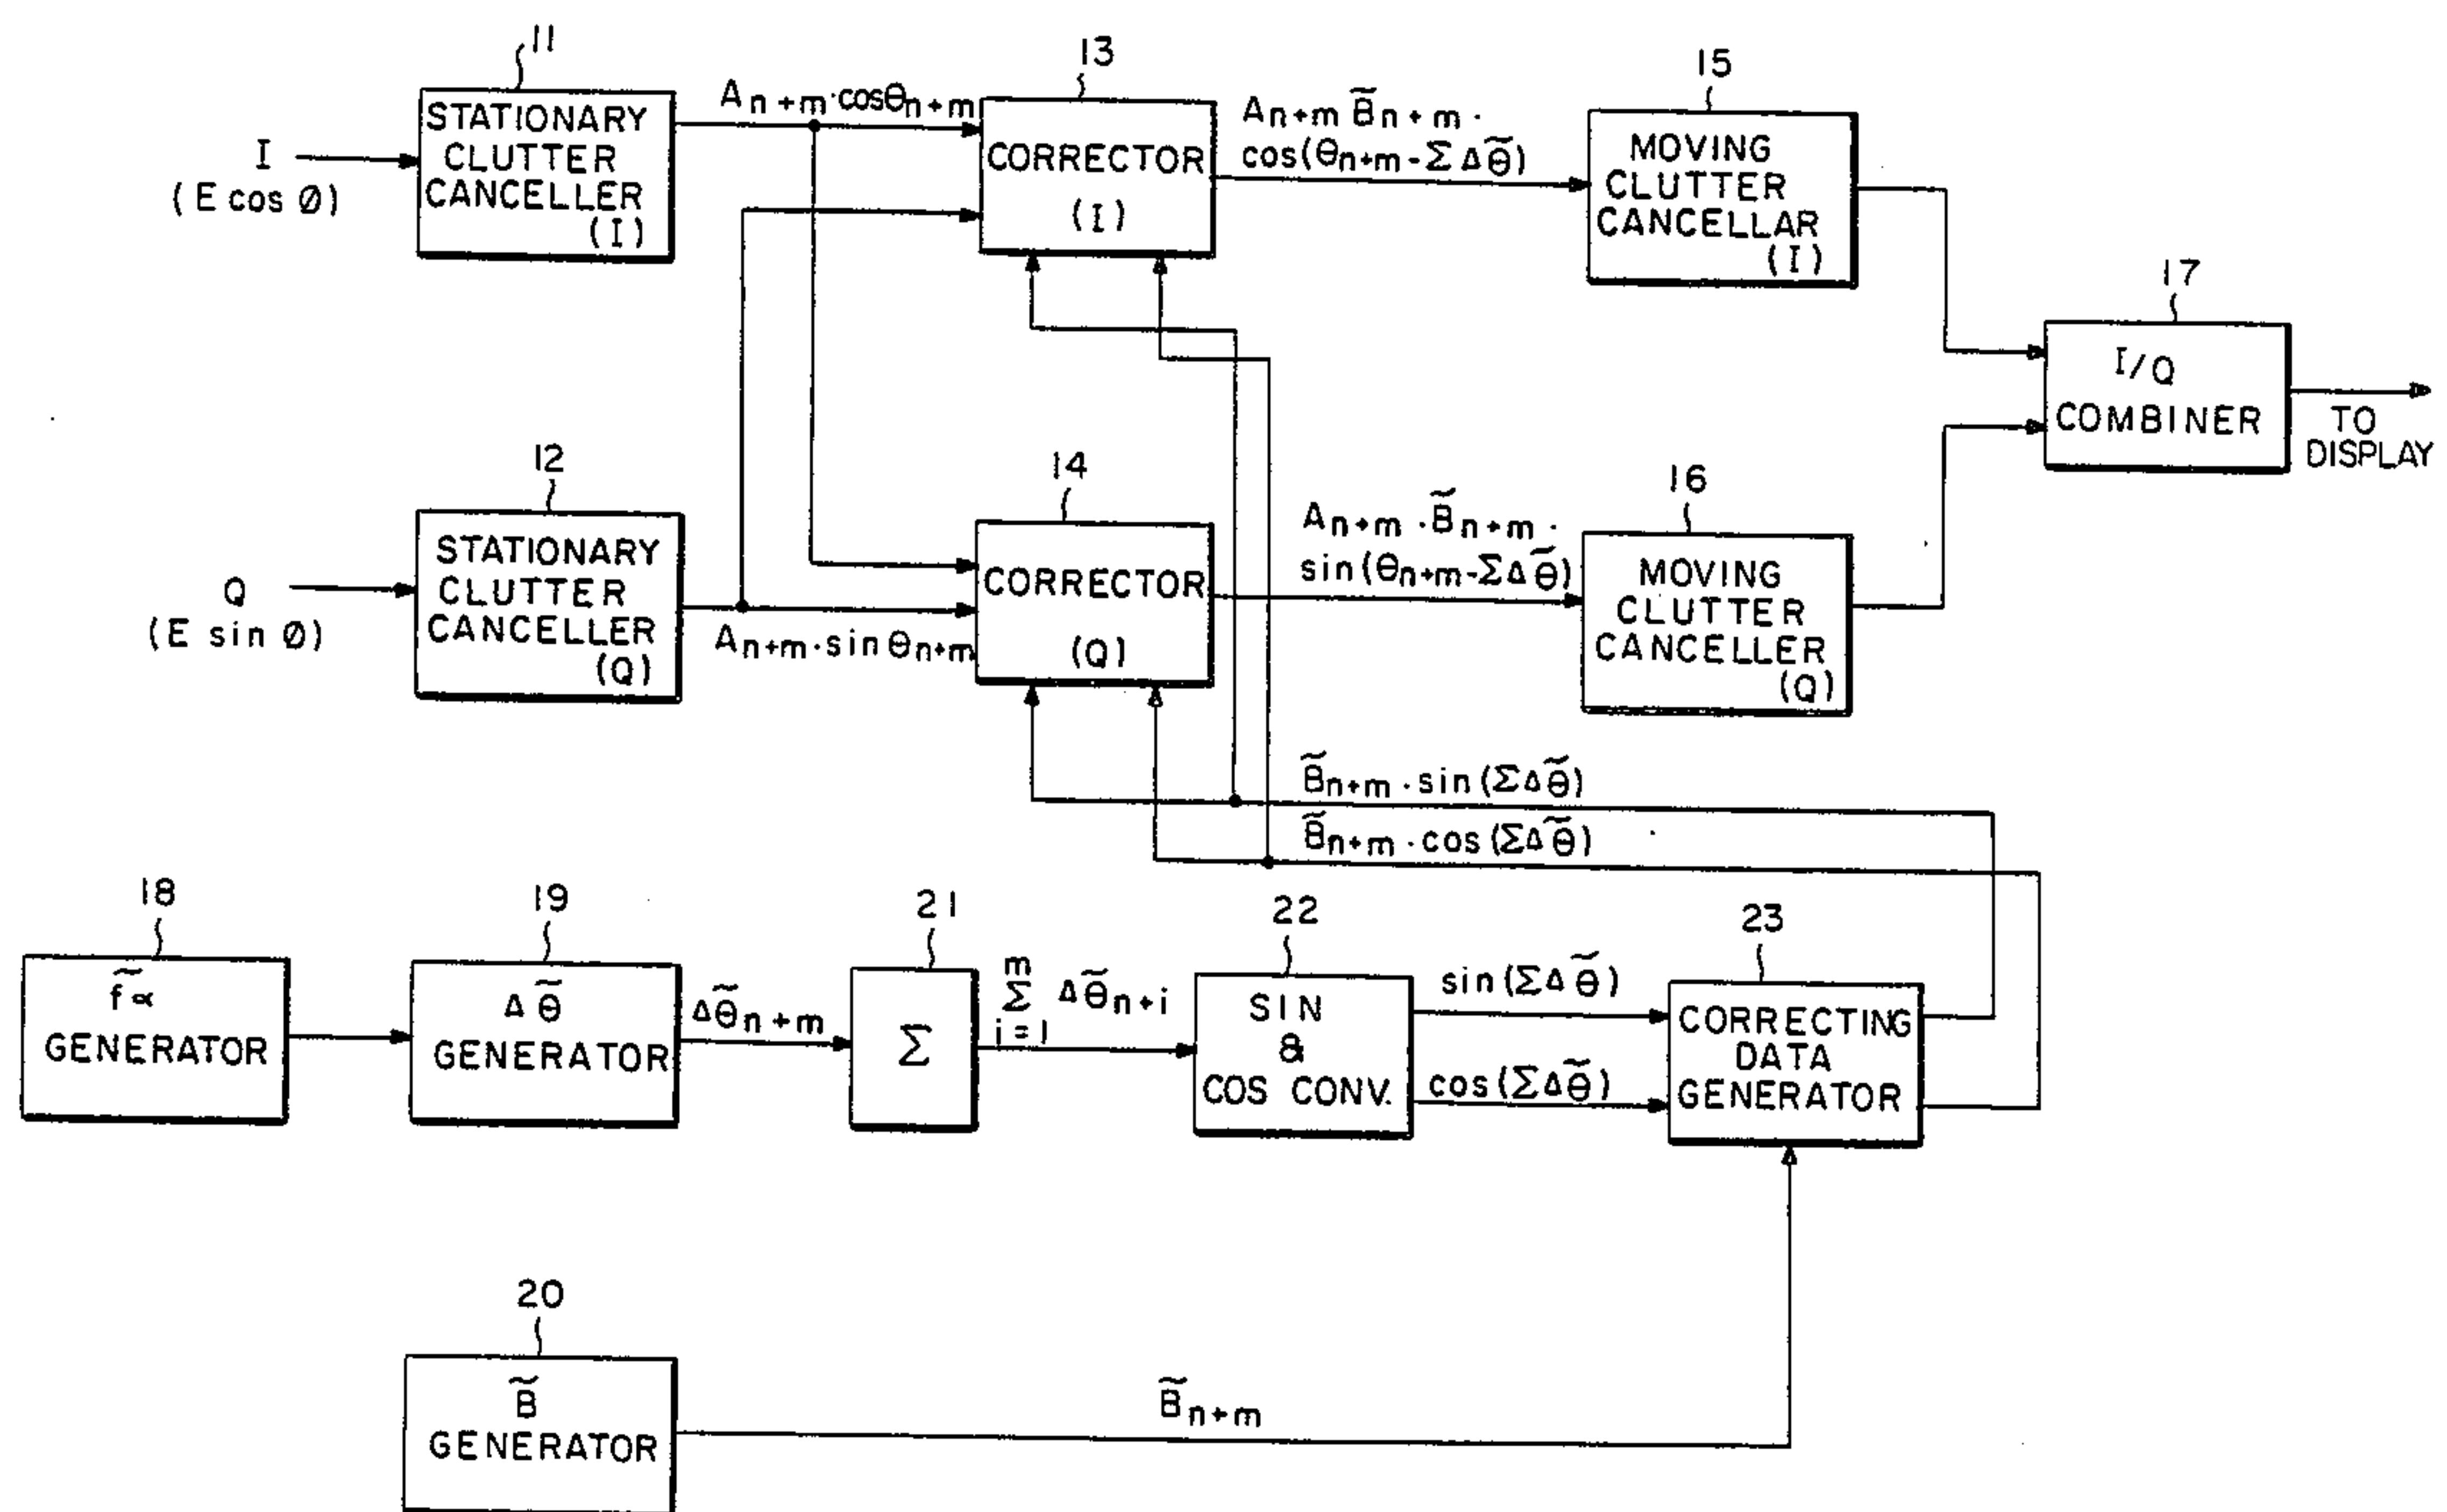 11
STATIONARY
CLUTTER
CANCELLER
(I)
I
(E cos Ø)
A n+m·cosθn+m
13
CORRECTOR
(I)
An+m B̃n+m·
cos(θn+m-ΣΔθ̃)
15
MOVING
CLUTTER
CANCELLAR
(I)
17
I/Q
COMBINER
TO
DISPLAY
12
STATIONARY
CLUTTER
CANCELLER
(Q)
Q
(E sin Ø)
An+m·sinθn+m
14
CORRECTOR
(Q)
An+m·B̃n+m·
sin(θn+m-ΣΔθ̃)
16
MOVING
CLUTTER
CANCELLER
(Q)
B̃n+m·sin(ΣΔθ̃)
B̃n+m·cos(ΣΔθ̃)
18
f̃∝
GENERATOR
19
Δθ̃
GENERATOR
Δθ̃n+m
21
Σ
m
Σ Δθ̃n+i
i=1
22
SIN
&
COS CONV.
sin(ΣΔθ̃)
cos(ΣΔθ̃)
23
CORRECTING
DATA
GENERATOR
20
B̃
GENERATOR
B̃n+m